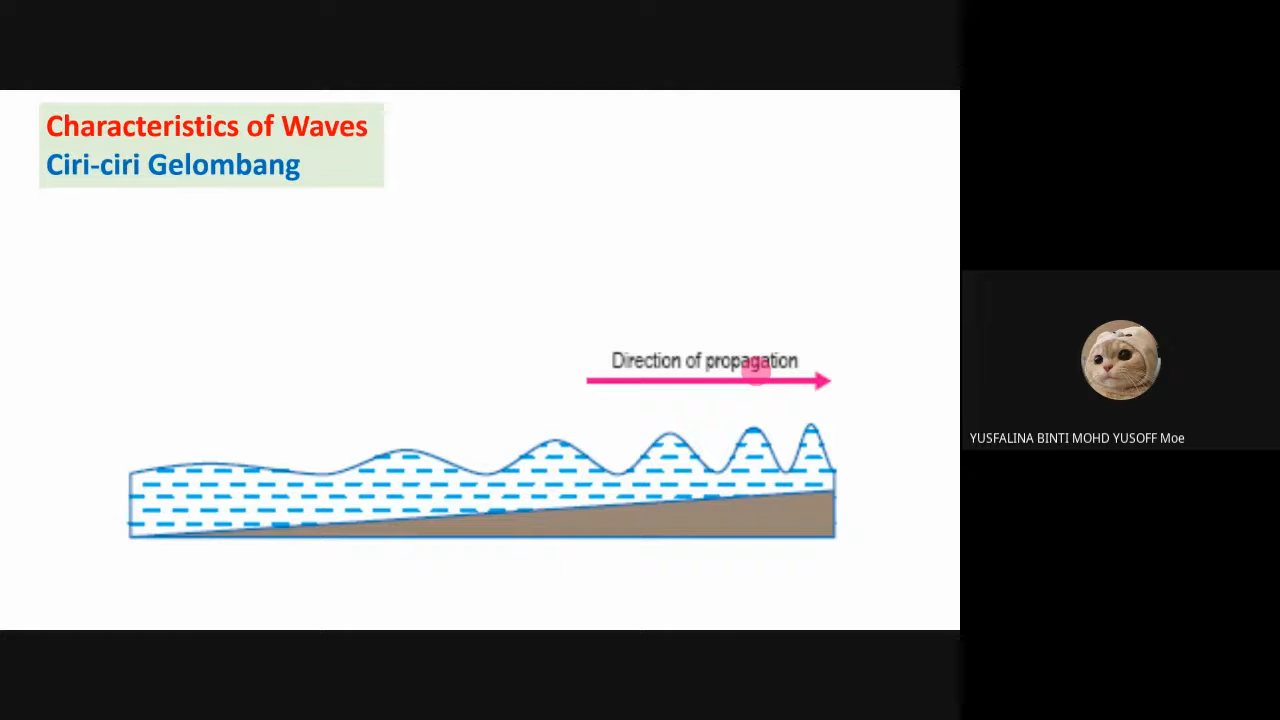 Characteristics of Waves
Ciri-ciri Gelombang
Direction of propagation
YUSFALINA BINTI MOHD YUSOFF Moe